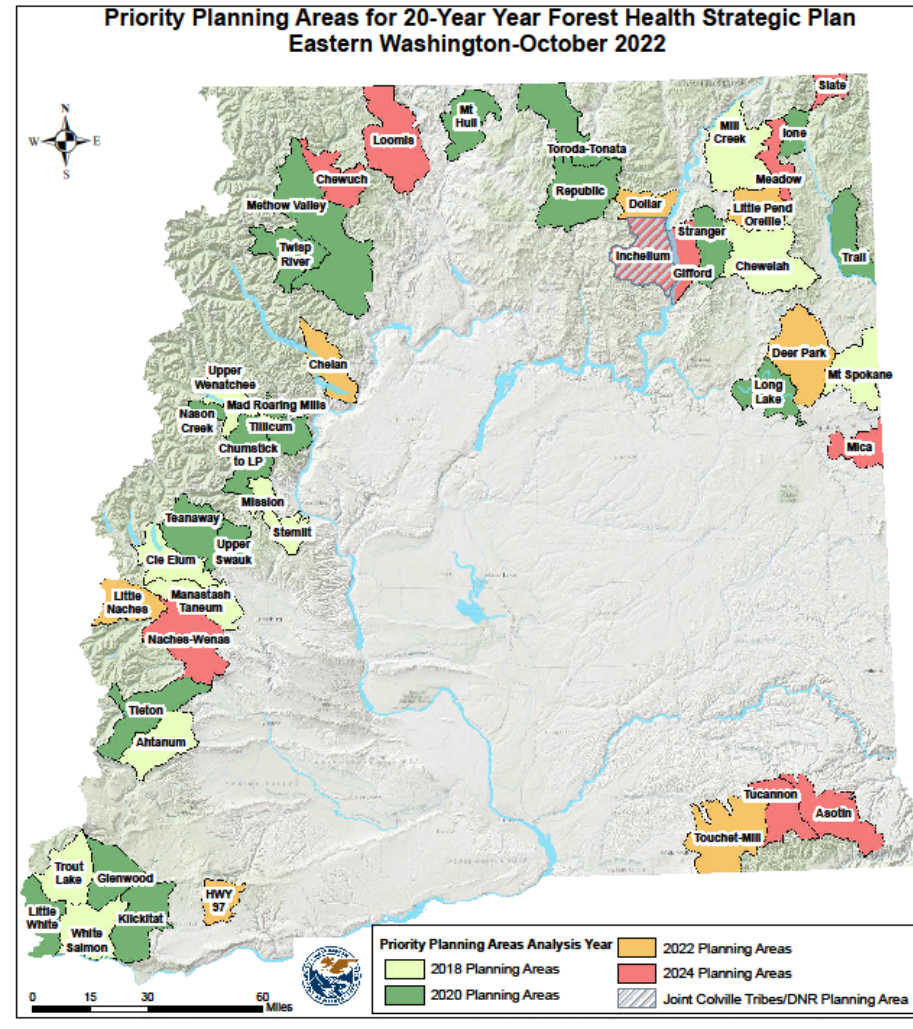 Priority Planning Areas for 20-Year Year Forest Health Strategic Plan
Eastern Washington-October 2022
N
W
E
S
Slate
Loomis
Mt
Hull
Mill
Creek
Ione
Toroda-Tonata
Chewuch
Meadow
Republic
Methow Valley
Dollar
Little Pend
Oreille
Stranger
Twisp
River
Inchelium
Gifford
Chewelah
Trail
Deer Park
Chelan
Mt Spokane
Upper
Wenatchee
Long
Lake
Mad Roaring Mills
Nason
Creek
Tillicum
Chumstick
to LP
Mica
Mission
Teanaway
Stemilt
Upper
Swauk
Cle Elum
Little
Naches
Manastash
Taneum
Naches-Wenas
Tieton
Ahtanum
Tucannon
Asotin
Touchet-Mill
Trout
Lake
Glenwood
HWY
97
Little
White
Klickitat
White
Salmon
Priority Planning Areas Analysis Year
2018 Planning Areas
2020 Planning Areas
2022 Planning Areas
2024 Planning Areas
Joint Colville Tribes/DNR Planning Area
0 15 30 60
Miles